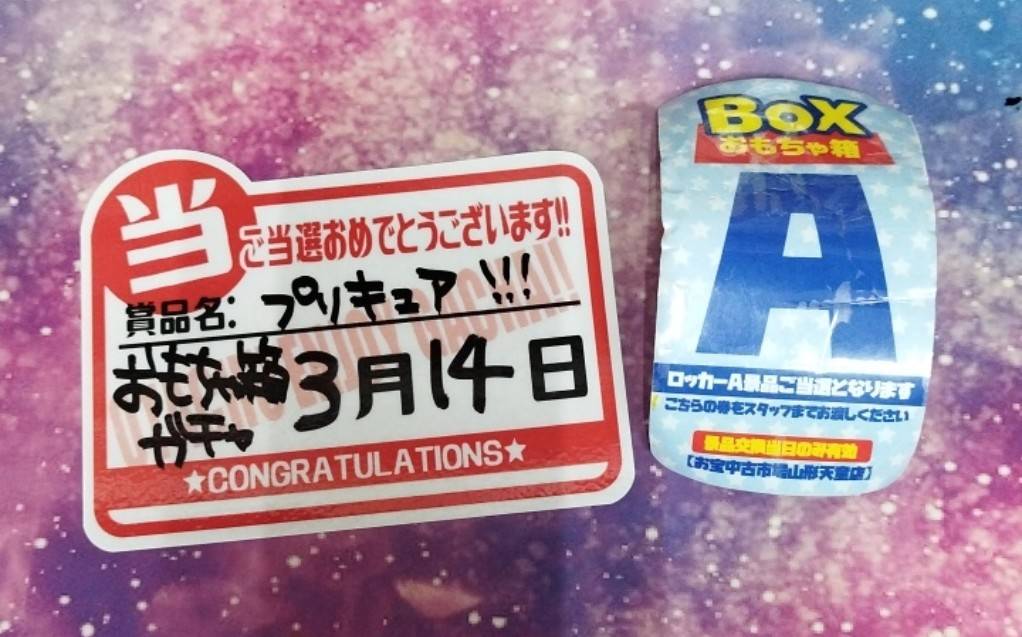 当
ご当選おめでとうございます!!
賞品名: プリキュア!!!
おもちゃ箱
ガチャ
3月14日
★CONGRATULATIONS★
BOX
おもちゃ箱
A
ロッカーA景品ご当選となります
こちらの券をスタッフまでお渡しください
景品交換当日のみ有効
【お宝中古市場山形天童店】